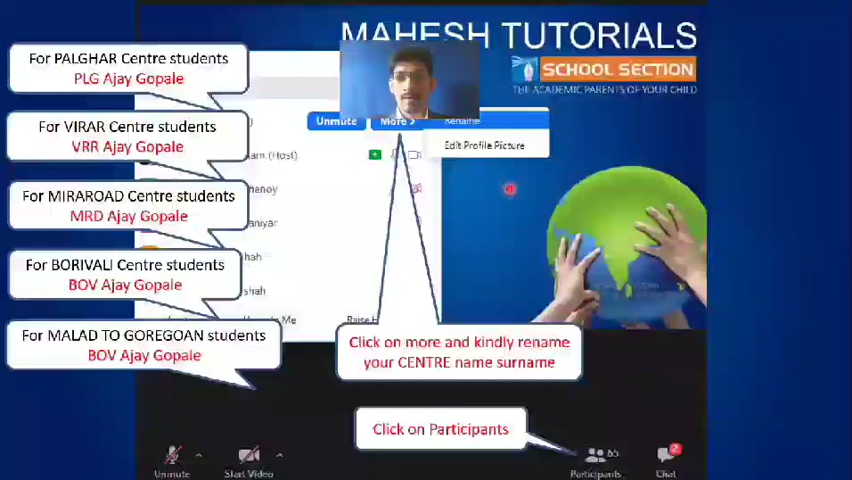 MAHESH TUTORIALS
SCHOOL SECTION
THE ACADEMIC PARENTS OF YOUR CHILD
For PALGHAR Centre students
PLG Ajay Gopale
For VIRAR Centre students
VRR Ajay Gopale
For MIRAROAD Centre students
MRD Ajay Gopale
For BORIVALI Centre students
BOV Ajay Gopale
For MALAD TO GOREGOAN students
BOV Ajay Gopale
Unmute
More >
Rename
Edit Profile Picture
(Host)
Me
Raise
Click on more and kindly rename
your CENTRE name surname
Click on Participants
Unmute
Start Video
Participants
Chat
2